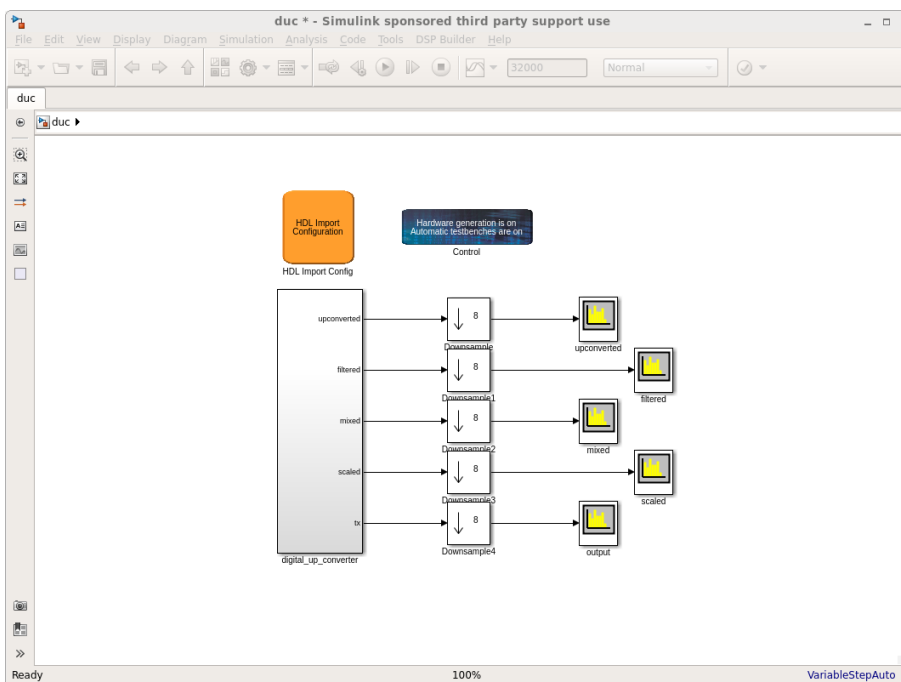 duc * - Simulink sponsored third party support use
File Edit View Display Diagram Simulation Analysis Code Tools DSP Builder Help
32000 Normal
duc
duc
HDL Import
Configuration
HDL Import Config
Hardware generation is on
Automatic testbenches are on
Control
upconverted
8
Downsample
upconverted
filtered
8
Downsample1
filtered
mixed
8
Downsample2
mixed
scaled
8
Downsample3
scaled
tx
8
Downsample4
output
digital_up_converter
Ready 100% VariableStepAuto